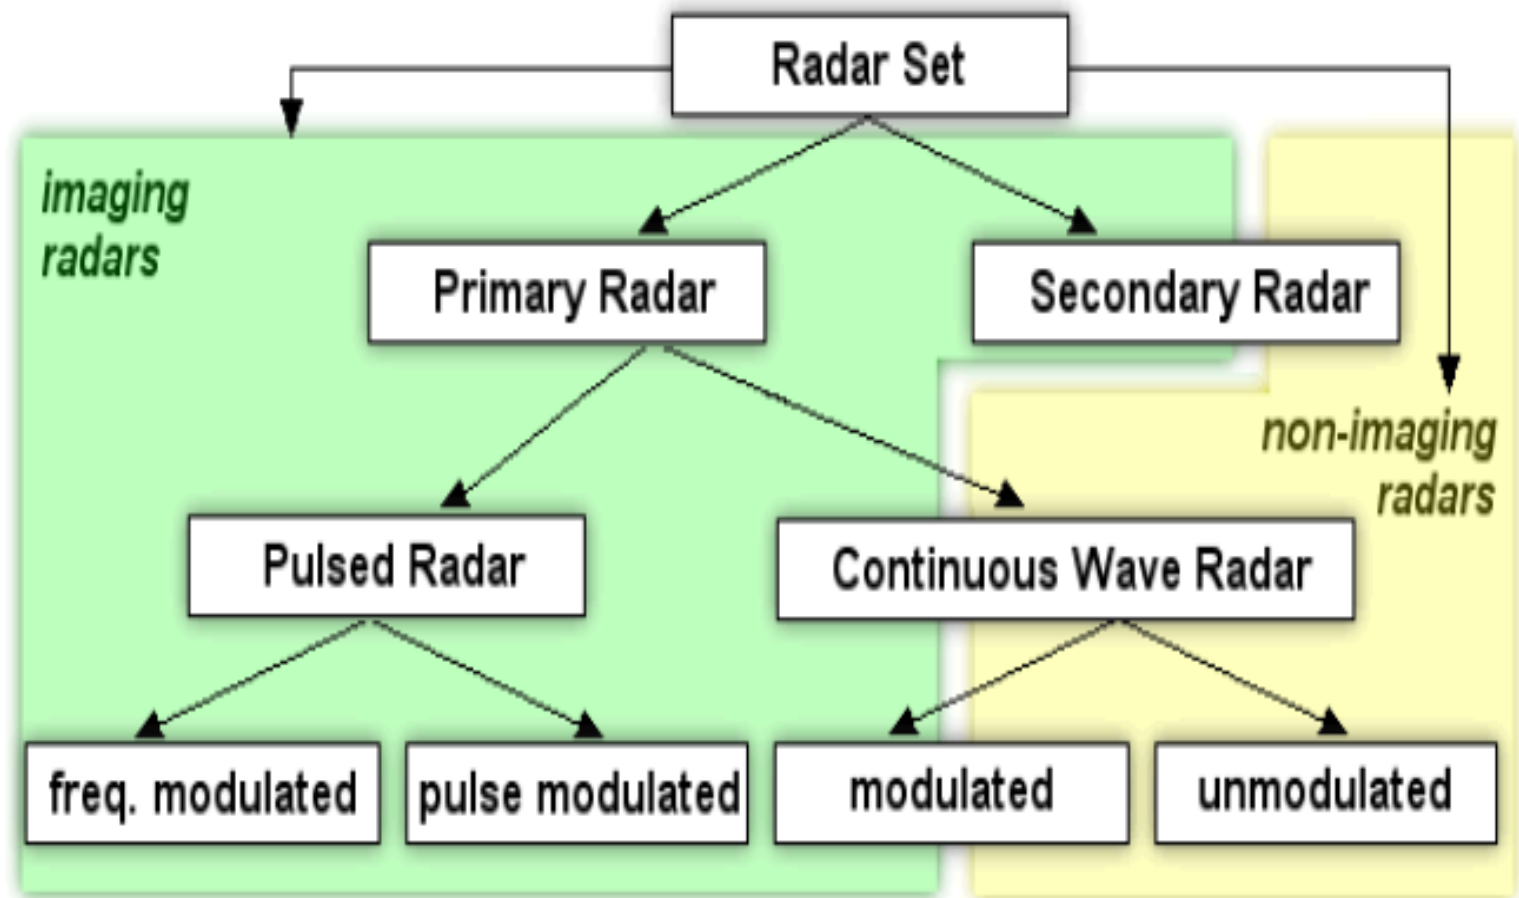 Radar Set
imaging
radars
Primary Radar
Secondary Radar
non-imaging
radars
Pulsed Radar
Continuous Wave Radar
freq. modulated
pulse modulated
modulated
unmodulated